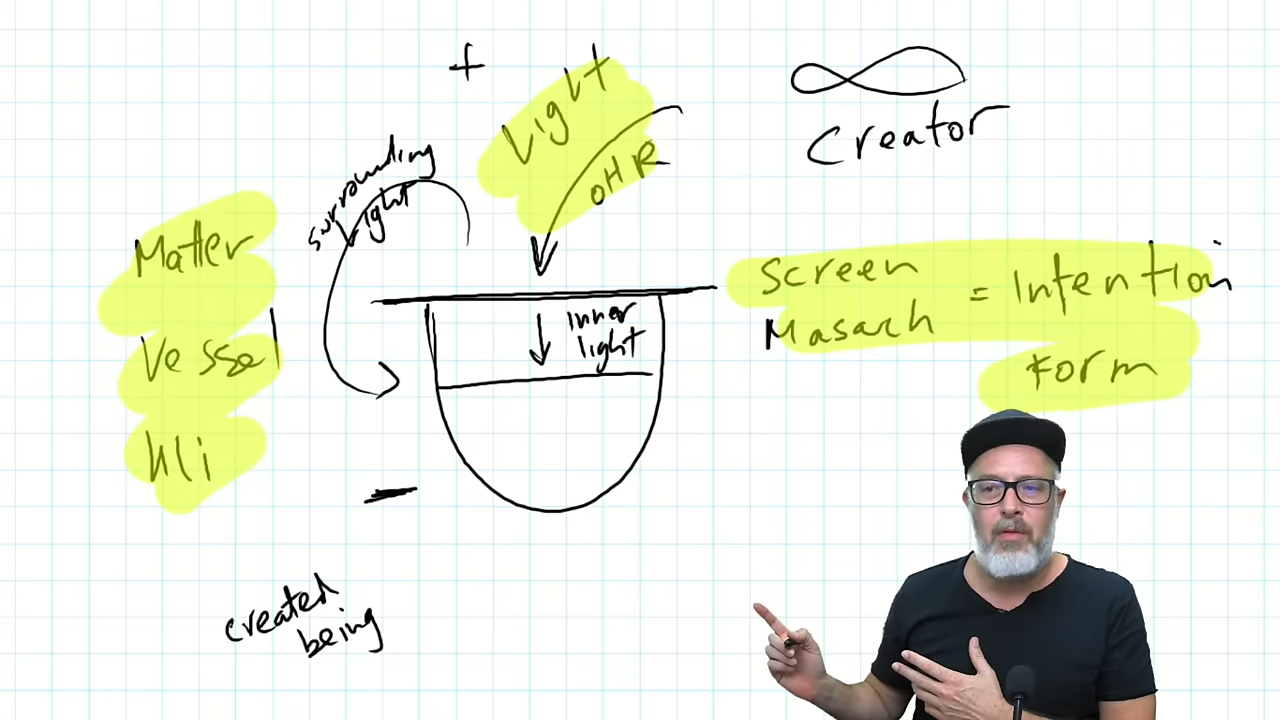 +
Light
OHR
Creator
surrounding
light
Matter
Vessel
Kli
Screen
Masach
= Intention
Form
inner
light
-
created
being